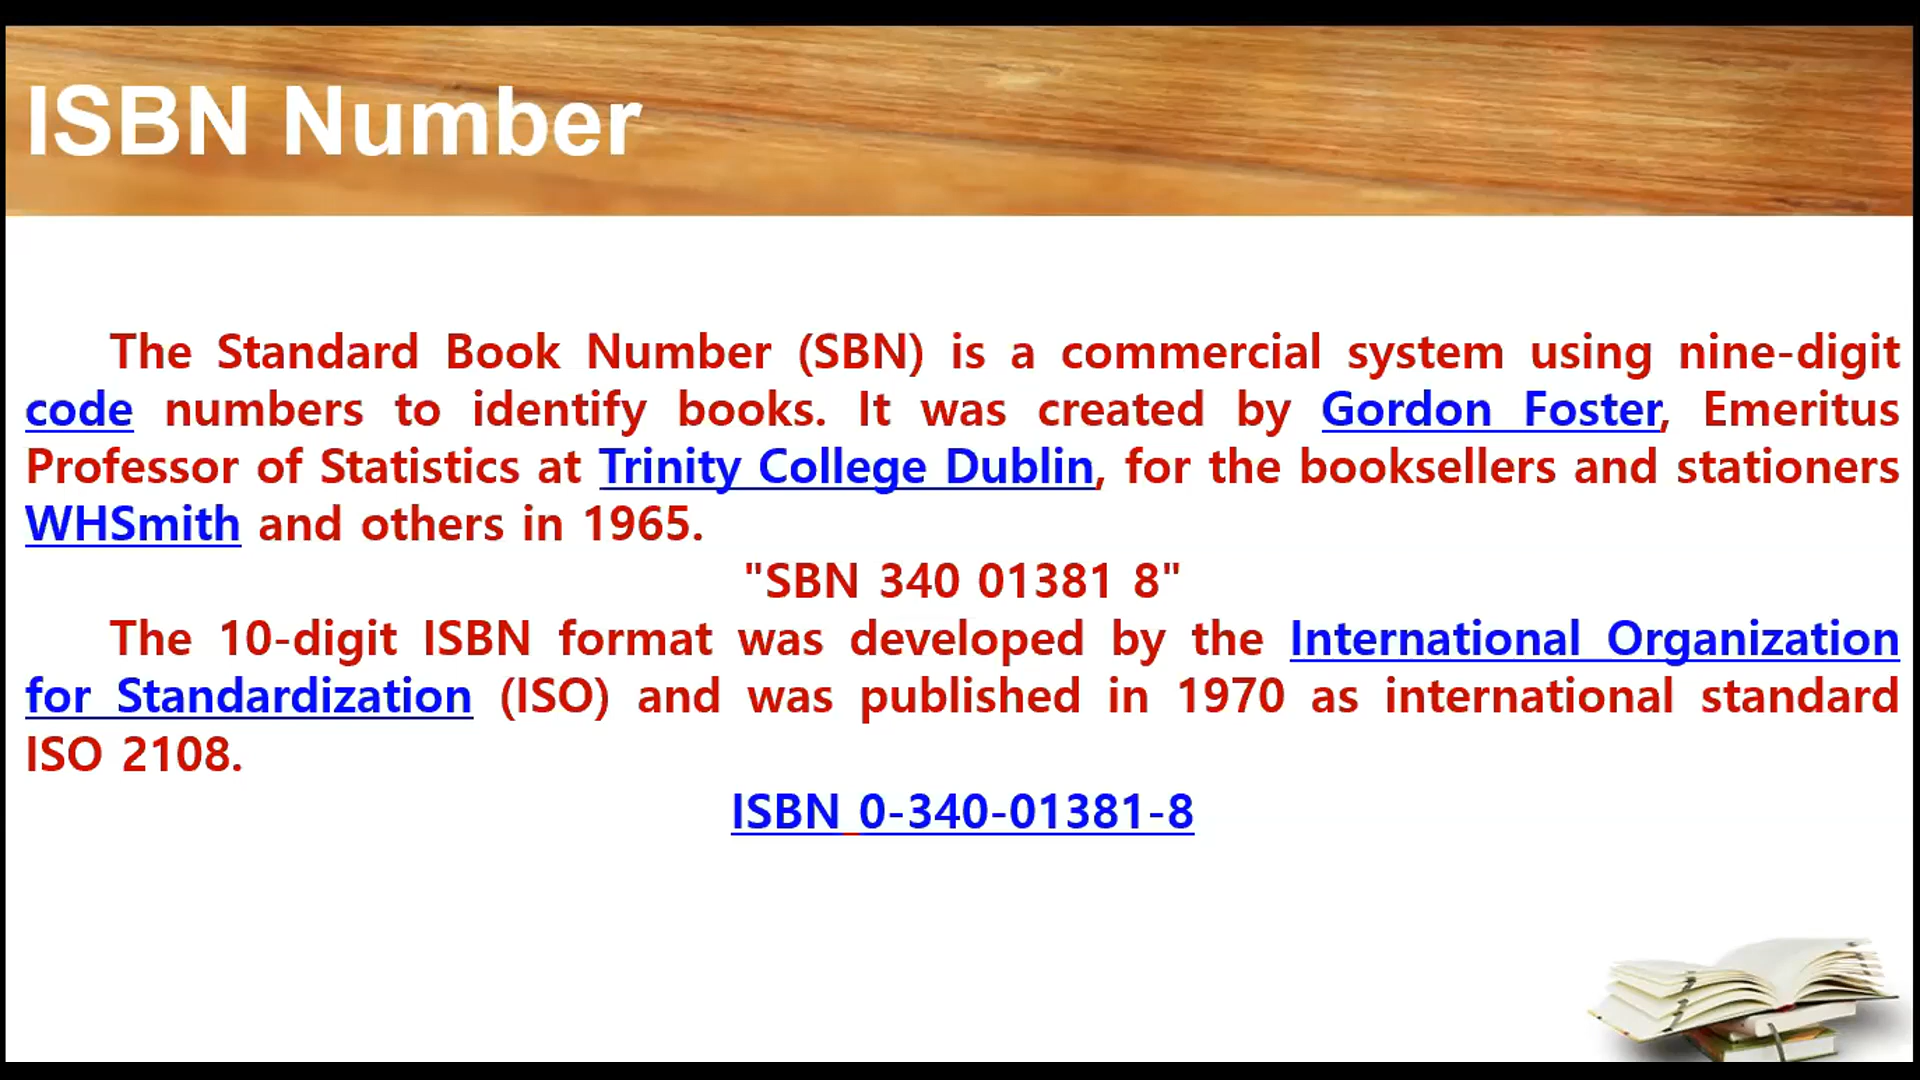 ISBN Number
The Standard Book Number (SBN) is a commercial system using nine-digit
code numbers to identify books. It was created by Gordon Foster, Emeritus
Professor of Statistics at Trinity College Dublin, for the booksellers and stationers
WHSmith and others in 1965.
"SBN 340 01381 8"
The 10-digit ISBN format was developed by the International Organization
for Standardization (ISO) and was published in 1970 as international standard
ISO 2108.
ISBN 0-340-01381-8